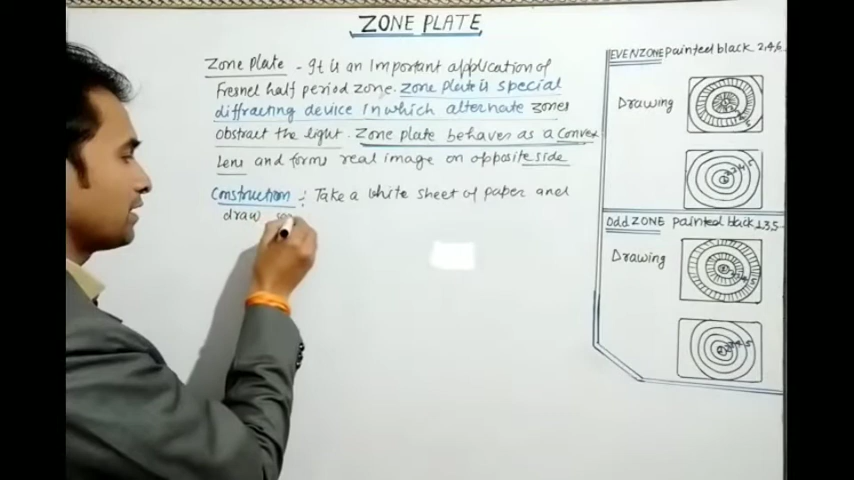 ZONE PLATE
Zone Plate - It is an Important application of
Fresnel half period zone. Zone plate is special
diffracting device in which alternate zones
obstract the light. Zone plate behaves as a convex
Lens and forms real image on opposite side
Construction : Take a white sheet of paper and
draw
EVEN ZONE painted black 2,4,6
Drawing
Odd ZONE painted black 1,3,5
Drawing